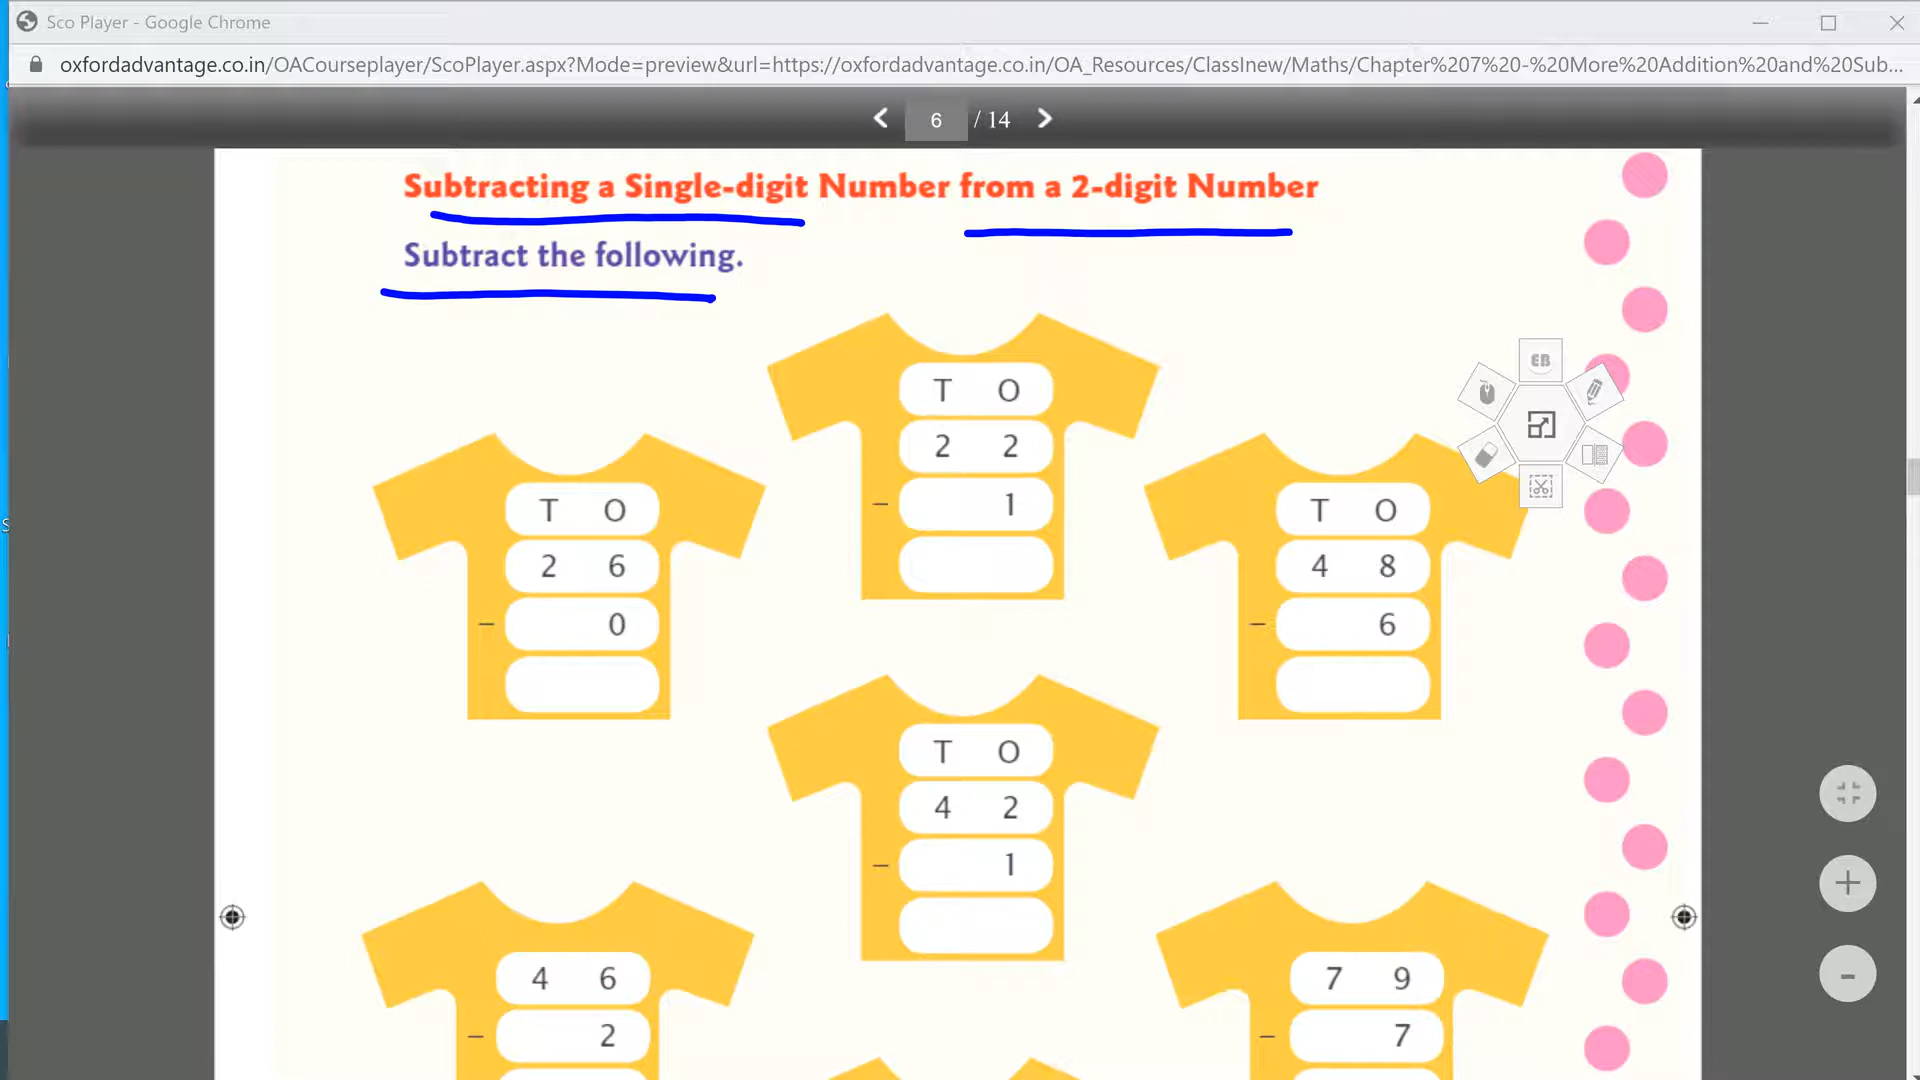 Sco Player - Google Chrome
oxfordadvantage.co.in/OACourseplayer/ScoPlayer.aspx?Mode=preview&url=https://oxfordadvantage.co.in/OA_Resources/ClassInew/Maths/Chapter%207%20-%20More%20Addition%20and%20Sub...
6 / 14
Subtracting a Single-digit Number from a 2-digit Number
Subtract the following.
T O
2 2
– 1
T O
2 6
– 0
T O
4 8
– 6
T O
4 2
– 1
4 6
– 2
7 9
– 7
EB